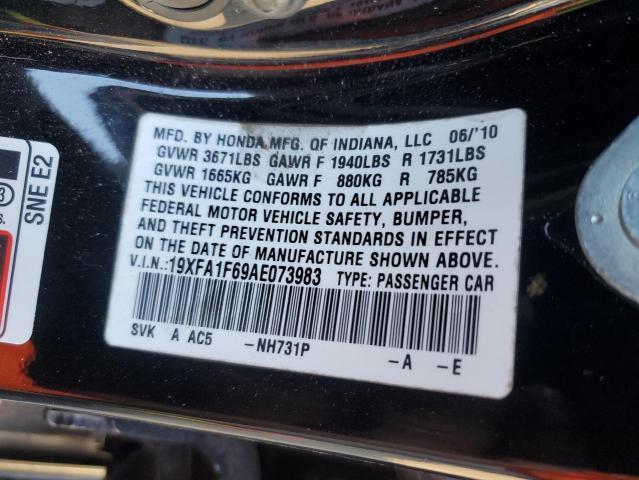 MFD. BY HONDA MFG. OF INDIANA, LLC 06/'10
GVWR 3671LBS GAWR F 1940LBS R 1731LBS
GVWR 1665KG GAWR F 880KG R 785KG
THIS VEHICLE CONFORMS TO ALL APPLICABLE
FEDERAL MOTOR VEHICLE SAFETY, BUMPER,
AND THEFT PREVENTION STANDARDS IN EFFECT
ON THE DATE OF MANUFACTURE SHOWN ABOVE.
V.I.N.:19XFA1F69AE073983 TYPE: PASSENGER CAR
SVK A AC5 -NH731P -A -E
SNE E2